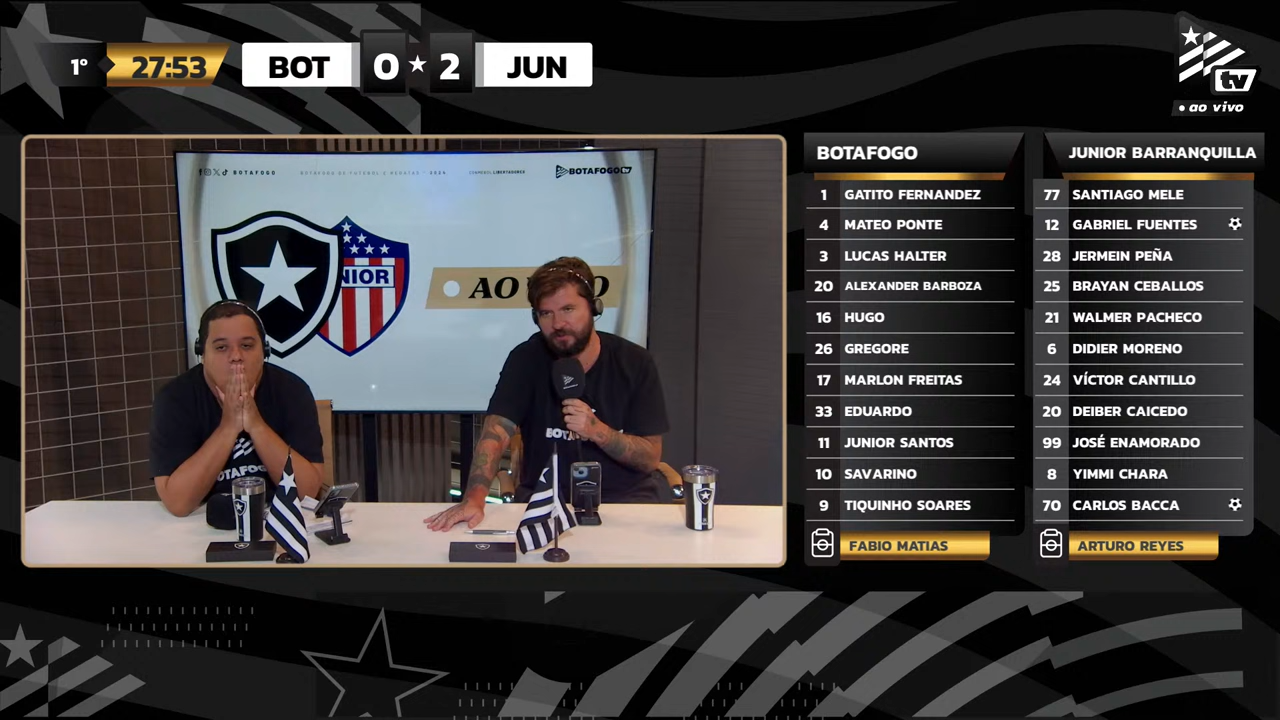 1º 27:53 BOT 0 2 JUN
tv
ao vivo
BOTAFOGO
BOTAFOGO TV
NIOR
AO
BOTAFOGO
1 GATITO FERNANDEZ
4 MATEO PONTE
3 LUCAS HALTER
20 ALEXANDER BARBOZA
16 HUGO
26 GREGORE
17 MARLON FREITAS
33 EDUARDO
11 JUNIOR SANTOS
10 SAVARINO
9 TIQUINHO SOARES
FABIO MATIAS
JUNIOR BARRANQUILLA
77 SANTIAGO MELE
12 GABRIEL FUENTES
28 JERMEIN PEÑA
25 BRAYAN CEBALLOS
21 WALMER PACHECO
6 DIDIER MORENO
24 VÍCTOR CANTILLO
20 DEIBER CAICEDO
99 JOSÉ ENAMORADO
8 YIMMI CHARA
70 CARLOS BACCA
ARTURO REYES